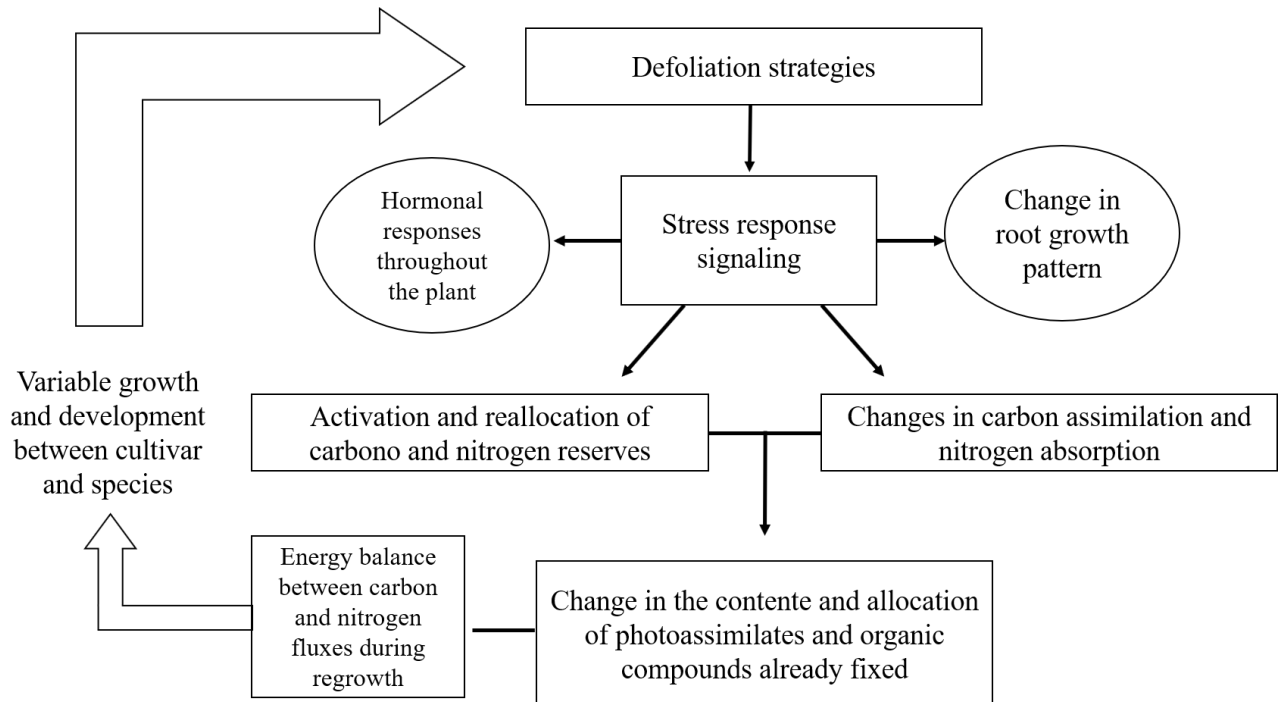 Defoliation strategies
Hormonal
responses
throughout
the plant
Stress response
signaling
Change in
root growth
pattern
Activation and reallocation of
carbono and nitrogen reserves
Changes in carbon assimilation and
nitrogen absorption
Variable growth
and development
between cultivar
and species
Energy balance
between carbon
and nitrogen
fluxes during
regrowth
Change in the contente and allocation
of photoassimilates and organic
compounds already fixed